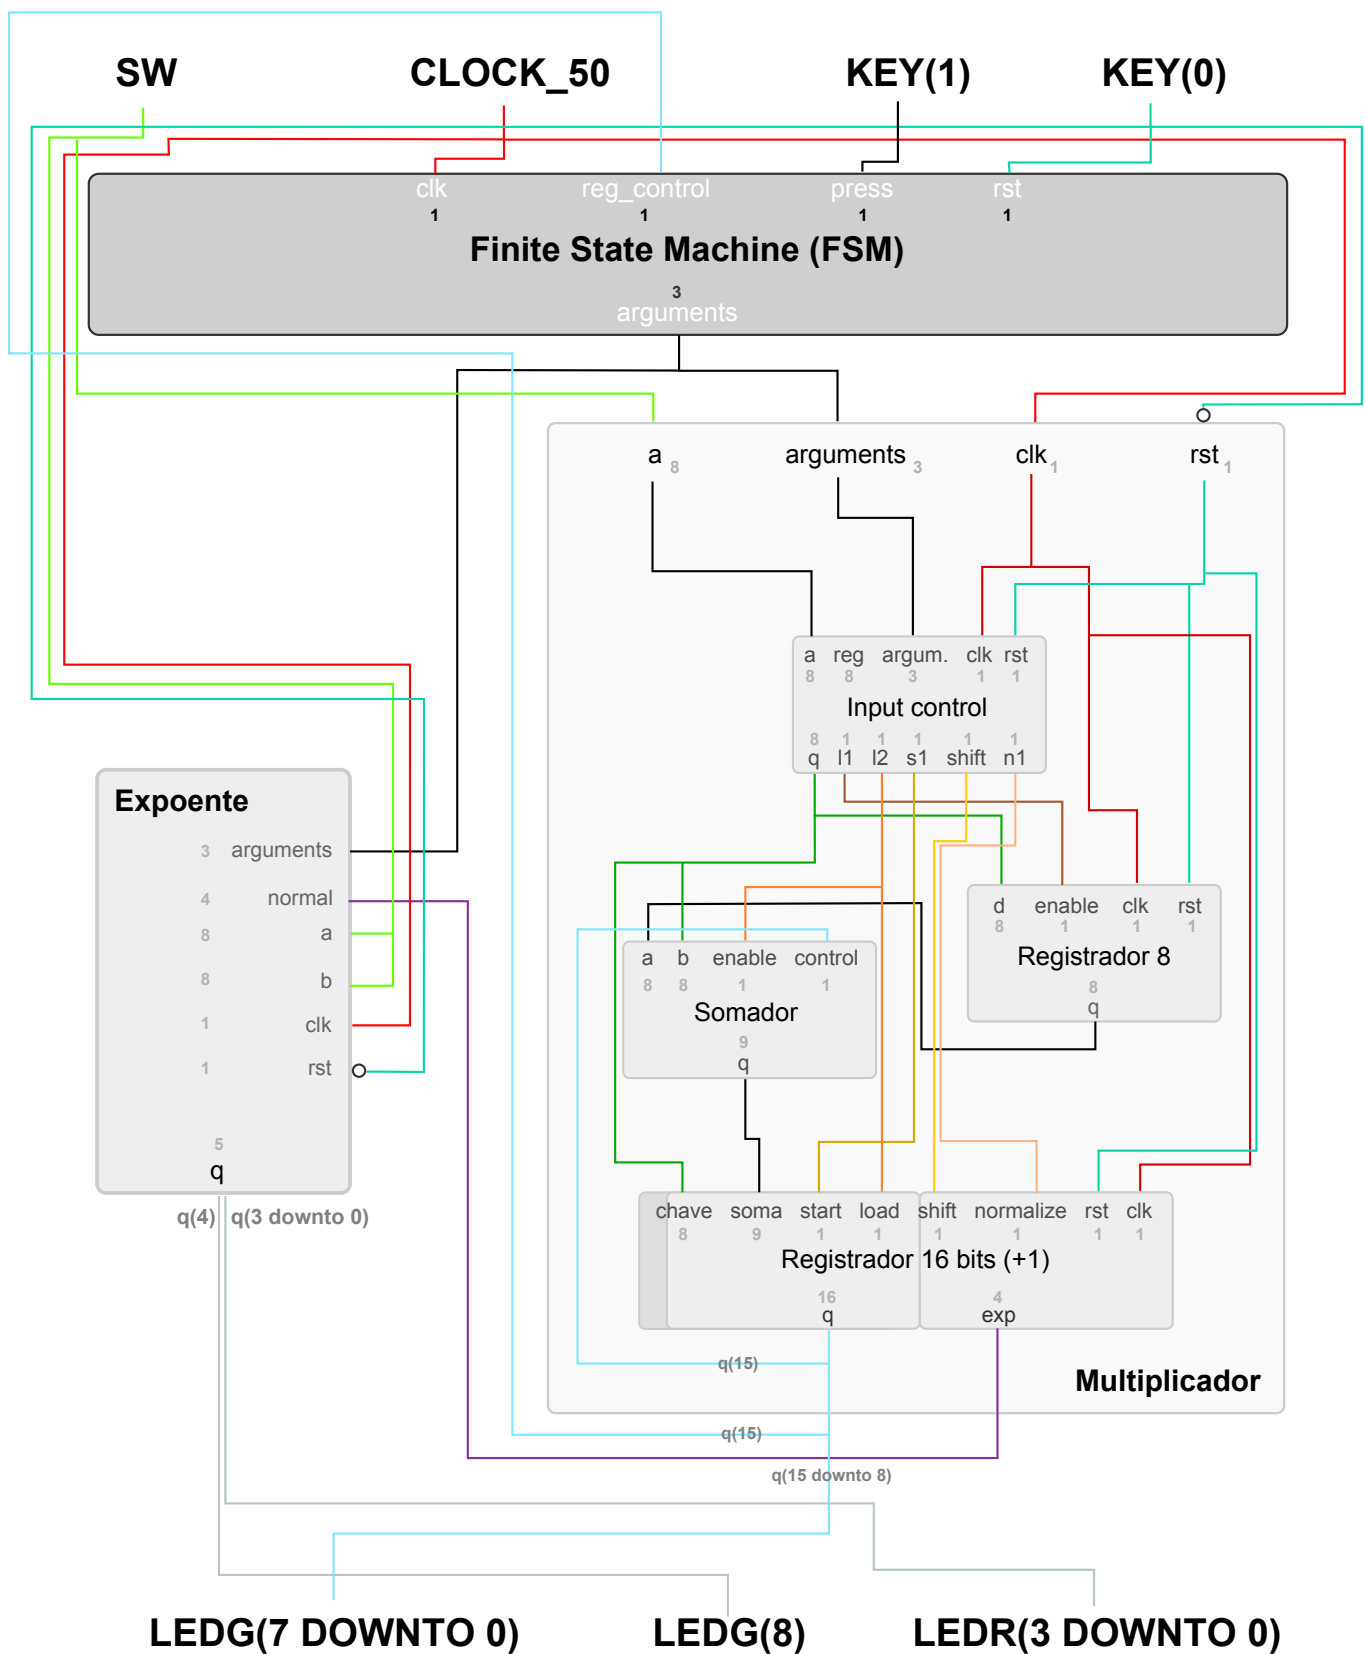 SW CLOCK_50 KEY(1) KEY(0)
clk reg_control press rst
1 1 1 1
Finite State Machine (FSM)
3
arguments
a 8 arguments 3 clk 1 rst 1
a reg argum. clk rst
8 8 3 1 1
Input control
8 1 1 1 1 1
q l1 l2 s1 shift n1
Expoente
3 arguments
4 normal
8 a
8 b
1 clk
1 rst
5
q
q(4) q(3 downto 0)
d enable clk rst
8 1 1 1
Registrador 8
8
q
a b enable control
8 8 1 1
Somador
9
q
chave soma start load shift normalize rst clk
8 9 1 1 1 1 1 1
Registrador 16 bits (+1)
16 4
q exp
q(15)
Multiplicador
q(15)
q(15 downto 8)
LEDG(7 DOWNTO 0) LEDG(8) LEDR(3 DOWNTO 0)